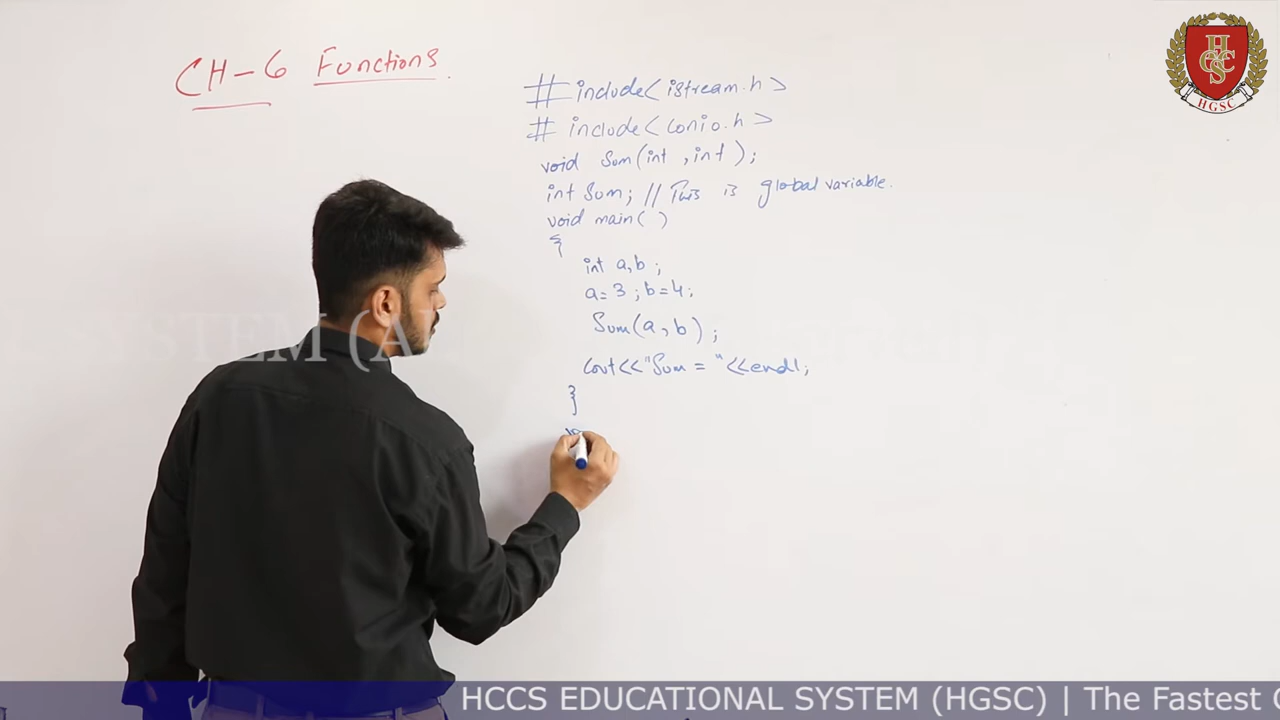 CH-6 Functions.
# include<istream.h>
# include<conio.h>
void Sum(int ,int );
int Sum; // This is global variable.
void main( )
{
int a,b ;
a=3 ; b=4;
Sum(a,b) ;
Cout<<"Sum = "<<endl;
}
HGSC
HCCS EDUCATIONAL SYSTEM (HGSC) | The Fastest